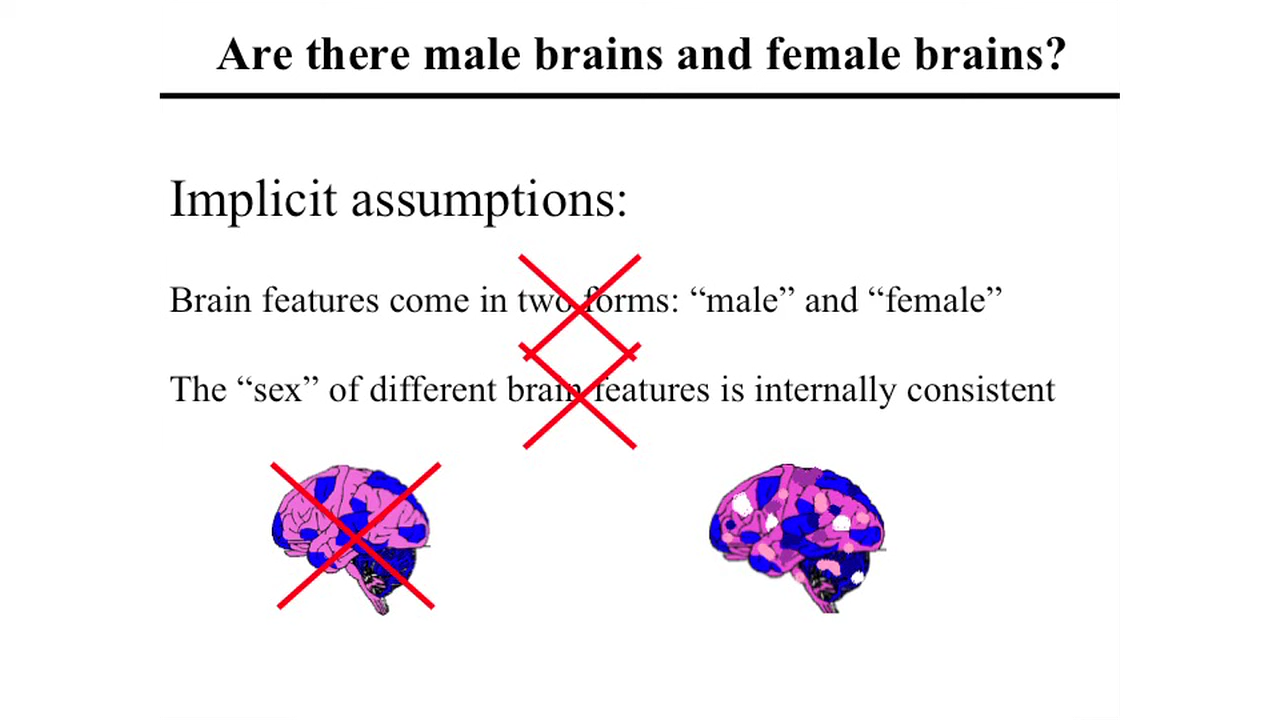 Are there male brains and female brains?
Implicit assumptions:
Brain features come in two forms: “male” and “female”
The “sex” of different brain features is internally consistent